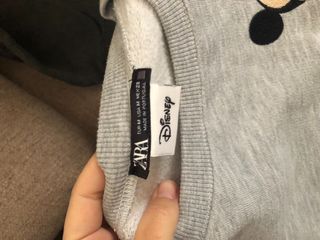 ZARA
EUR M USA M MEX 28
MADE IN PORTUGAL
Disney